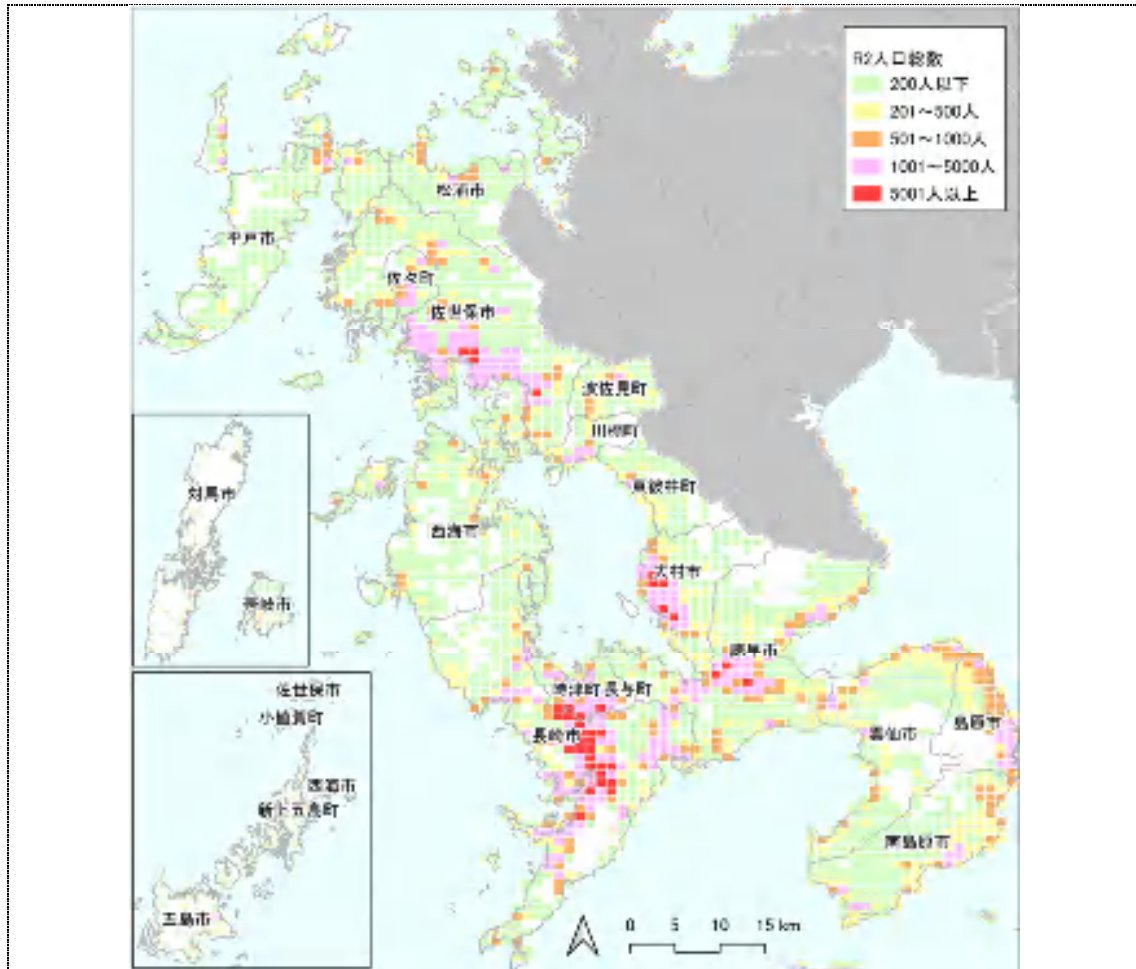 R2人口総数
200人以下
201～500人
501～1000人
1001～5000人
5001人以上
松浦市
平戸市
佐々町
佐世保市
波佐見町
川棚町
東彼杵町
対馬市
西海市
大村市
壱岐市
諫早市
佐世保市
時津町 長与町
小値賀町
長崎市
雲仙市
島原市
西海市
新上五島町
南島原市
五島市
0 5 10 15 km